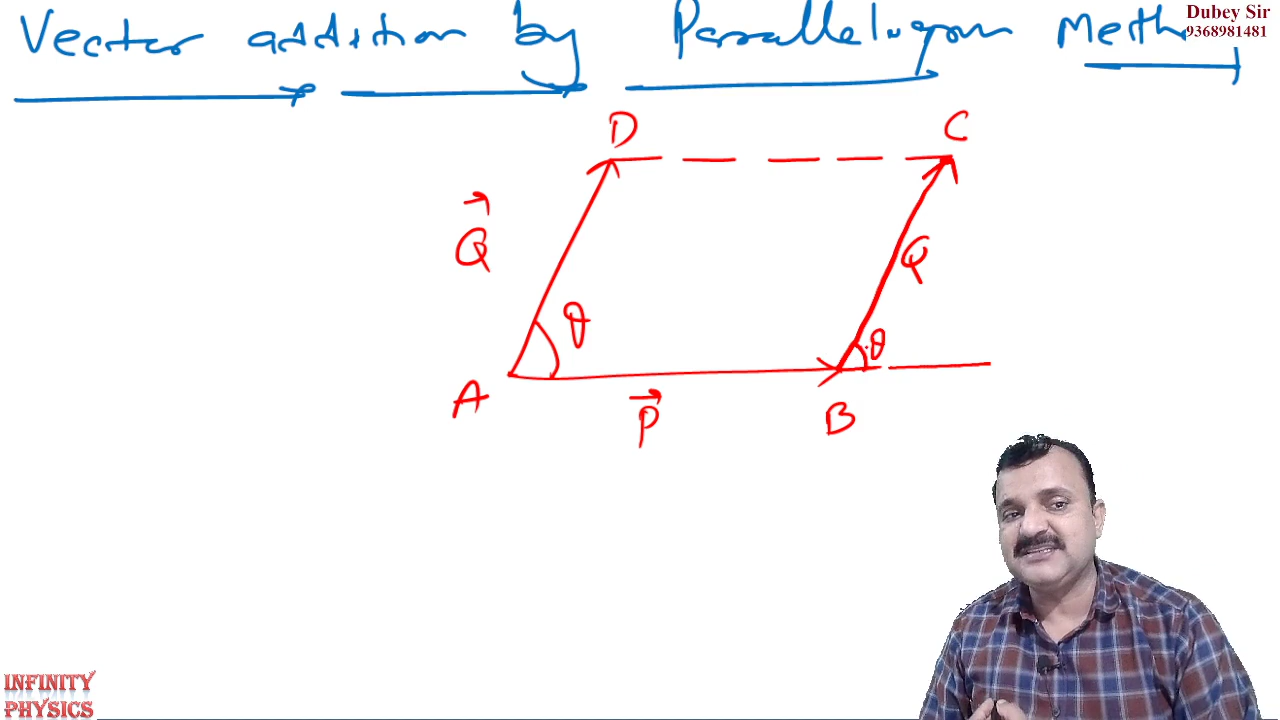 Vector addition by Parallelogram Meth
Dubey Sir
9368981481
D
C
Q
Q
θ
θ
A
P
B
INFINITY
PHYSICS